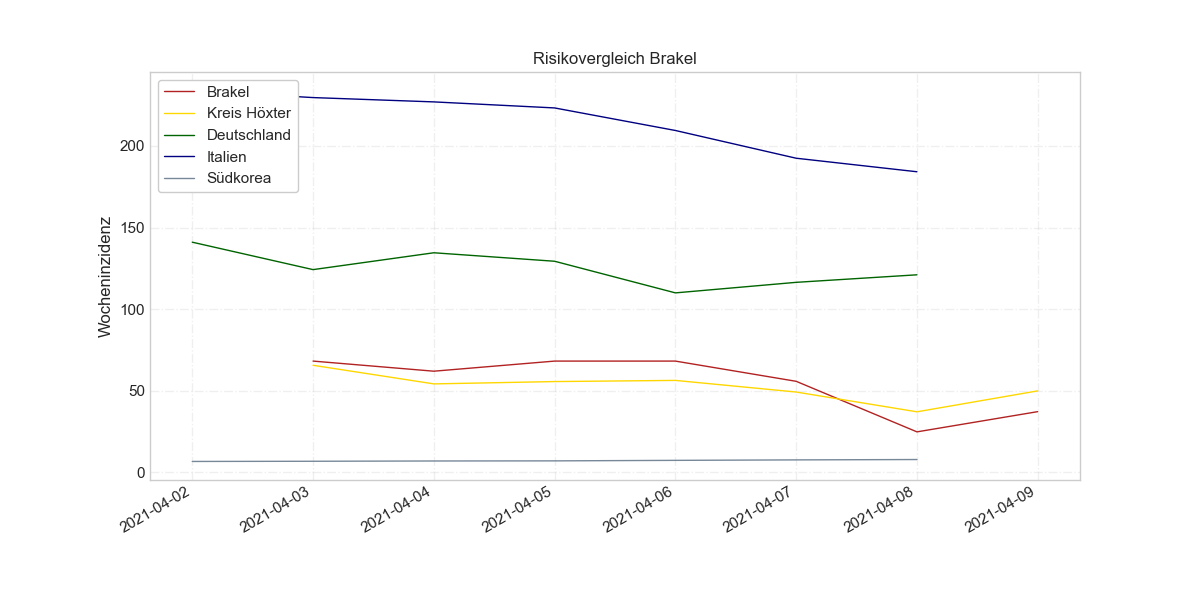 Risikovergleich Brakel
Brakel
Kreis Höxter
Deutschland
Italien
Südkorea
Wocheninzidenz
200
150
100
50
0
2021-04-02
2021-04-03
2021-04-04
2021-04-05
2021-04-06
2021-04-07
2021-04-08
2021-04-09